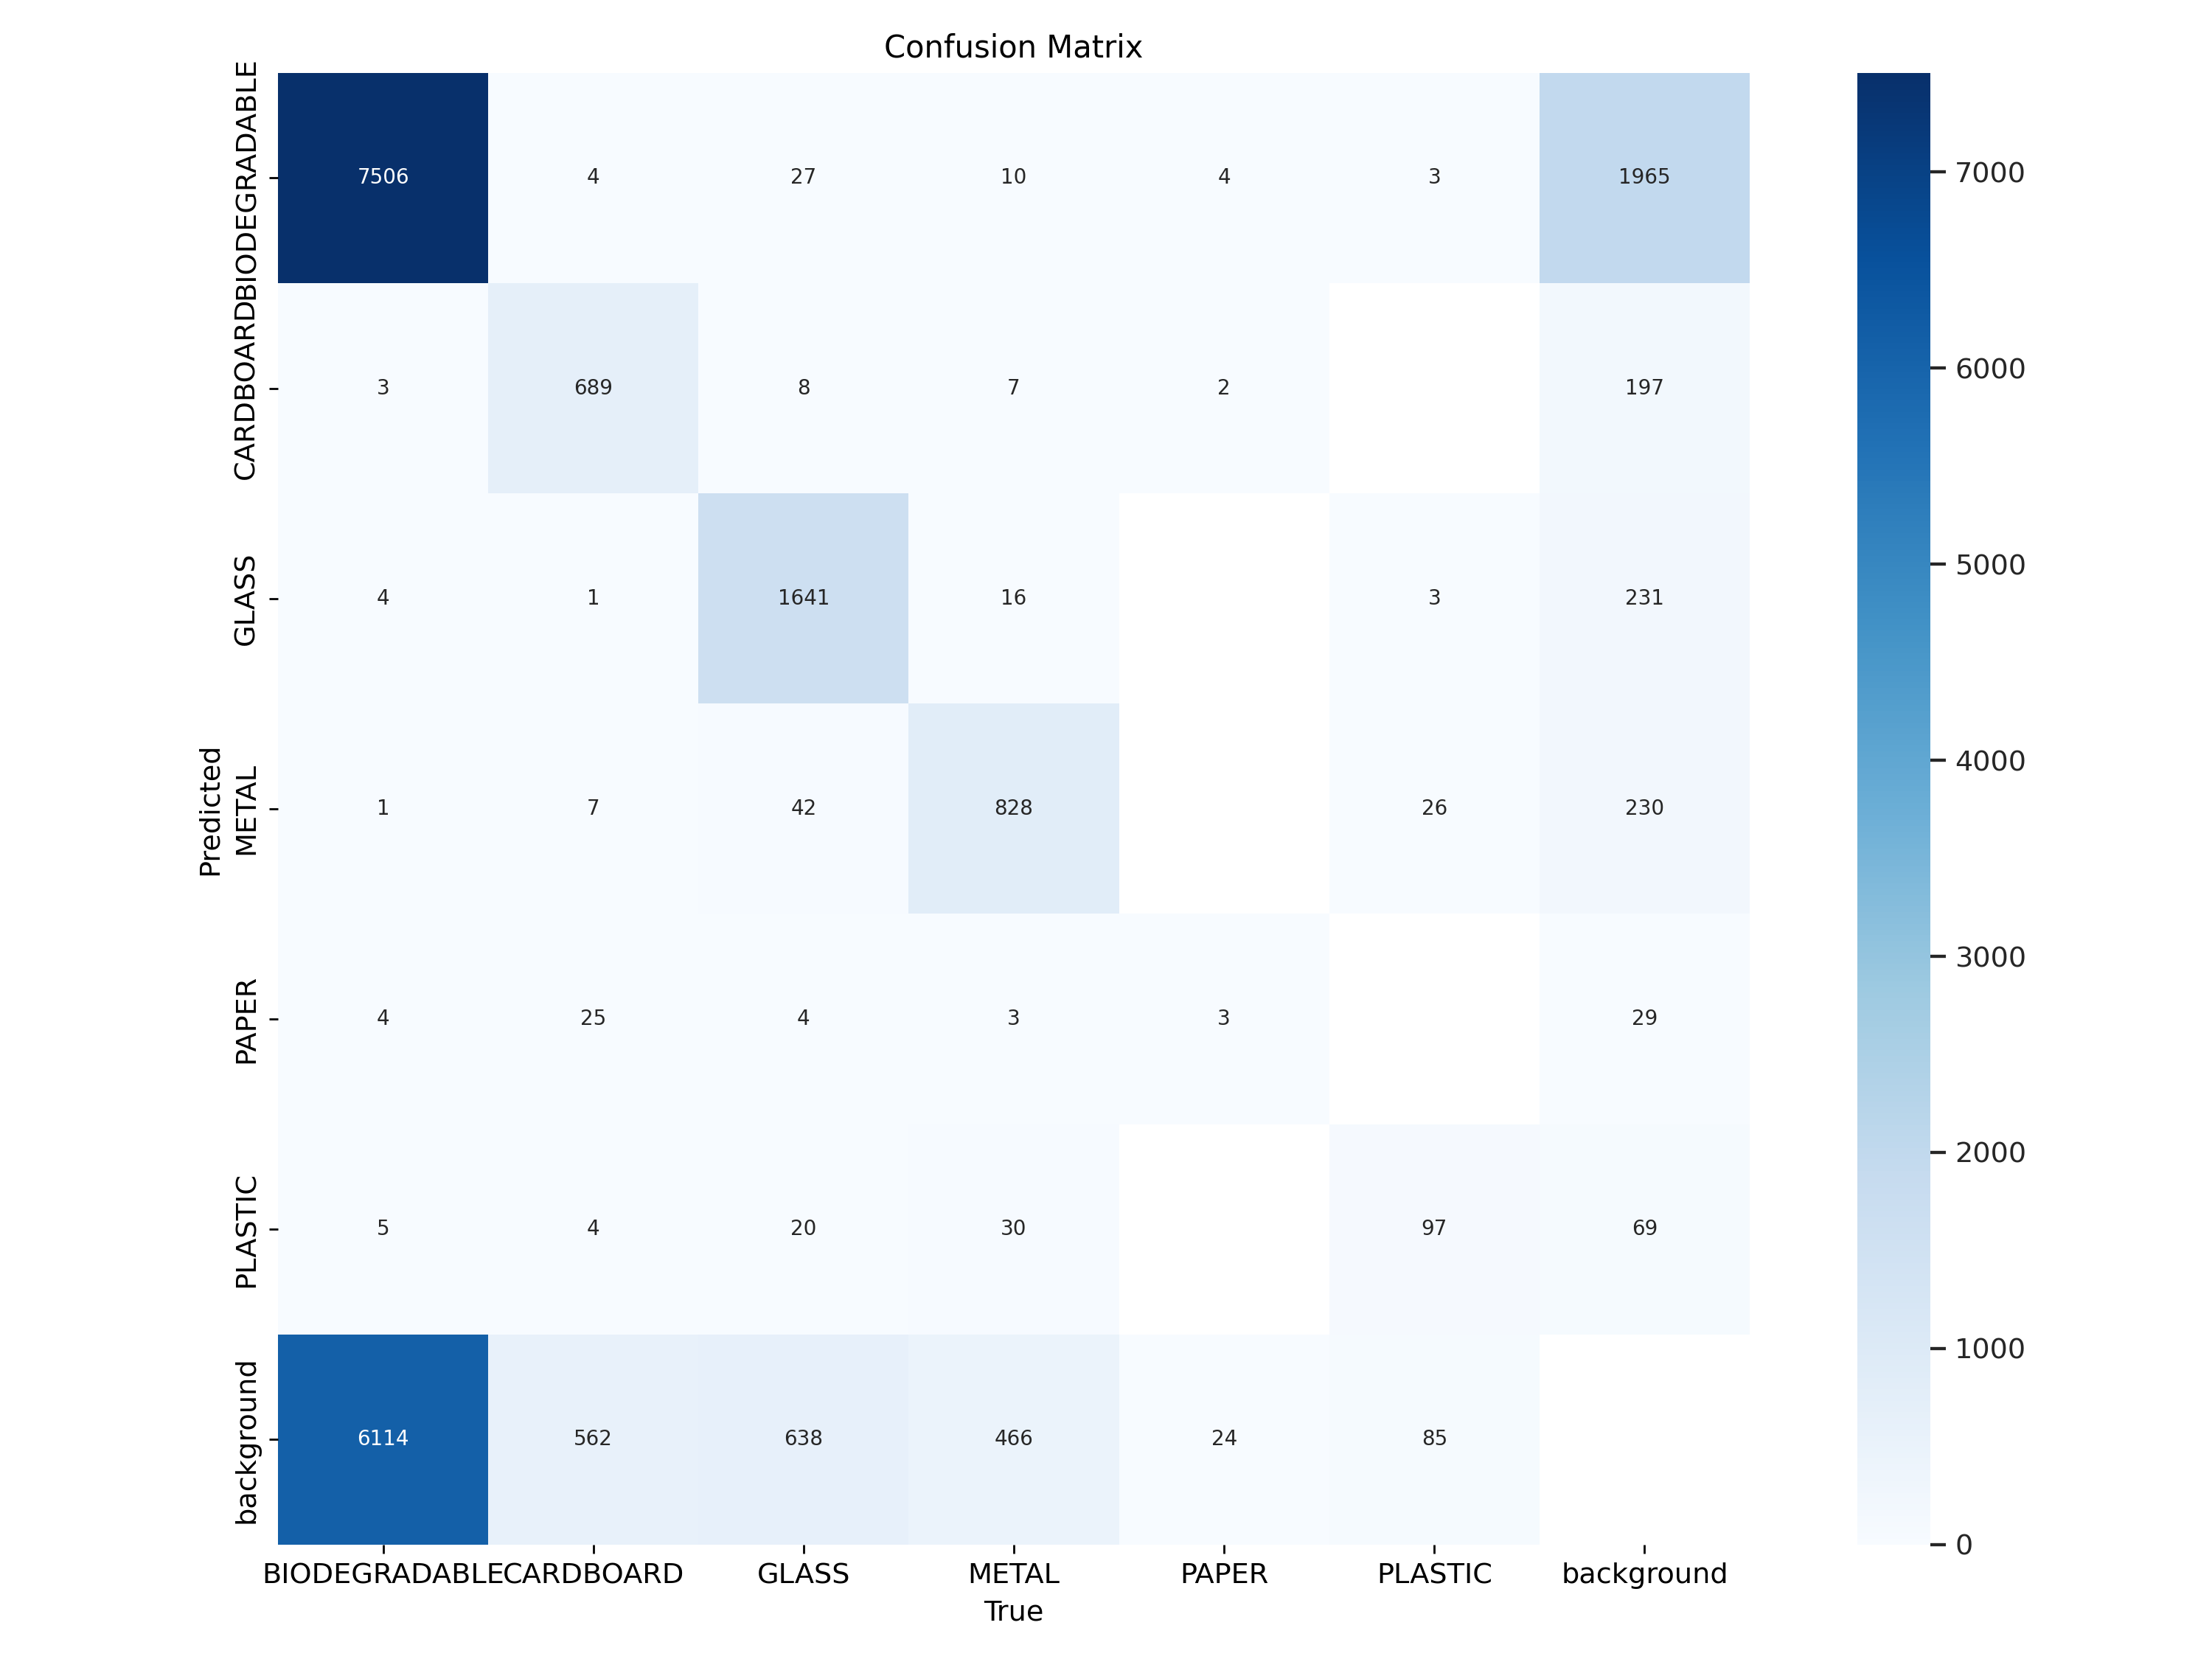 Confusion Matrix
BIODEGRADABLE
7506 4 27 10 4 3 1965
CARDBOARD
3 689 8 7 2 197
GLASS
4 1 1641 16 3 231
METAL
1 7 42 828 26 230
PAPER
4 25 4 3 3 29
PLASTIC
5 4 20 30 97 69
background
6114 562 638 466 24 85
Predicted
BIODEGRADABLE CARDBOARD GLASS METAL PAPER PLASTIC background
True
7000
6000
5000
4000
3000
2000
1000
0